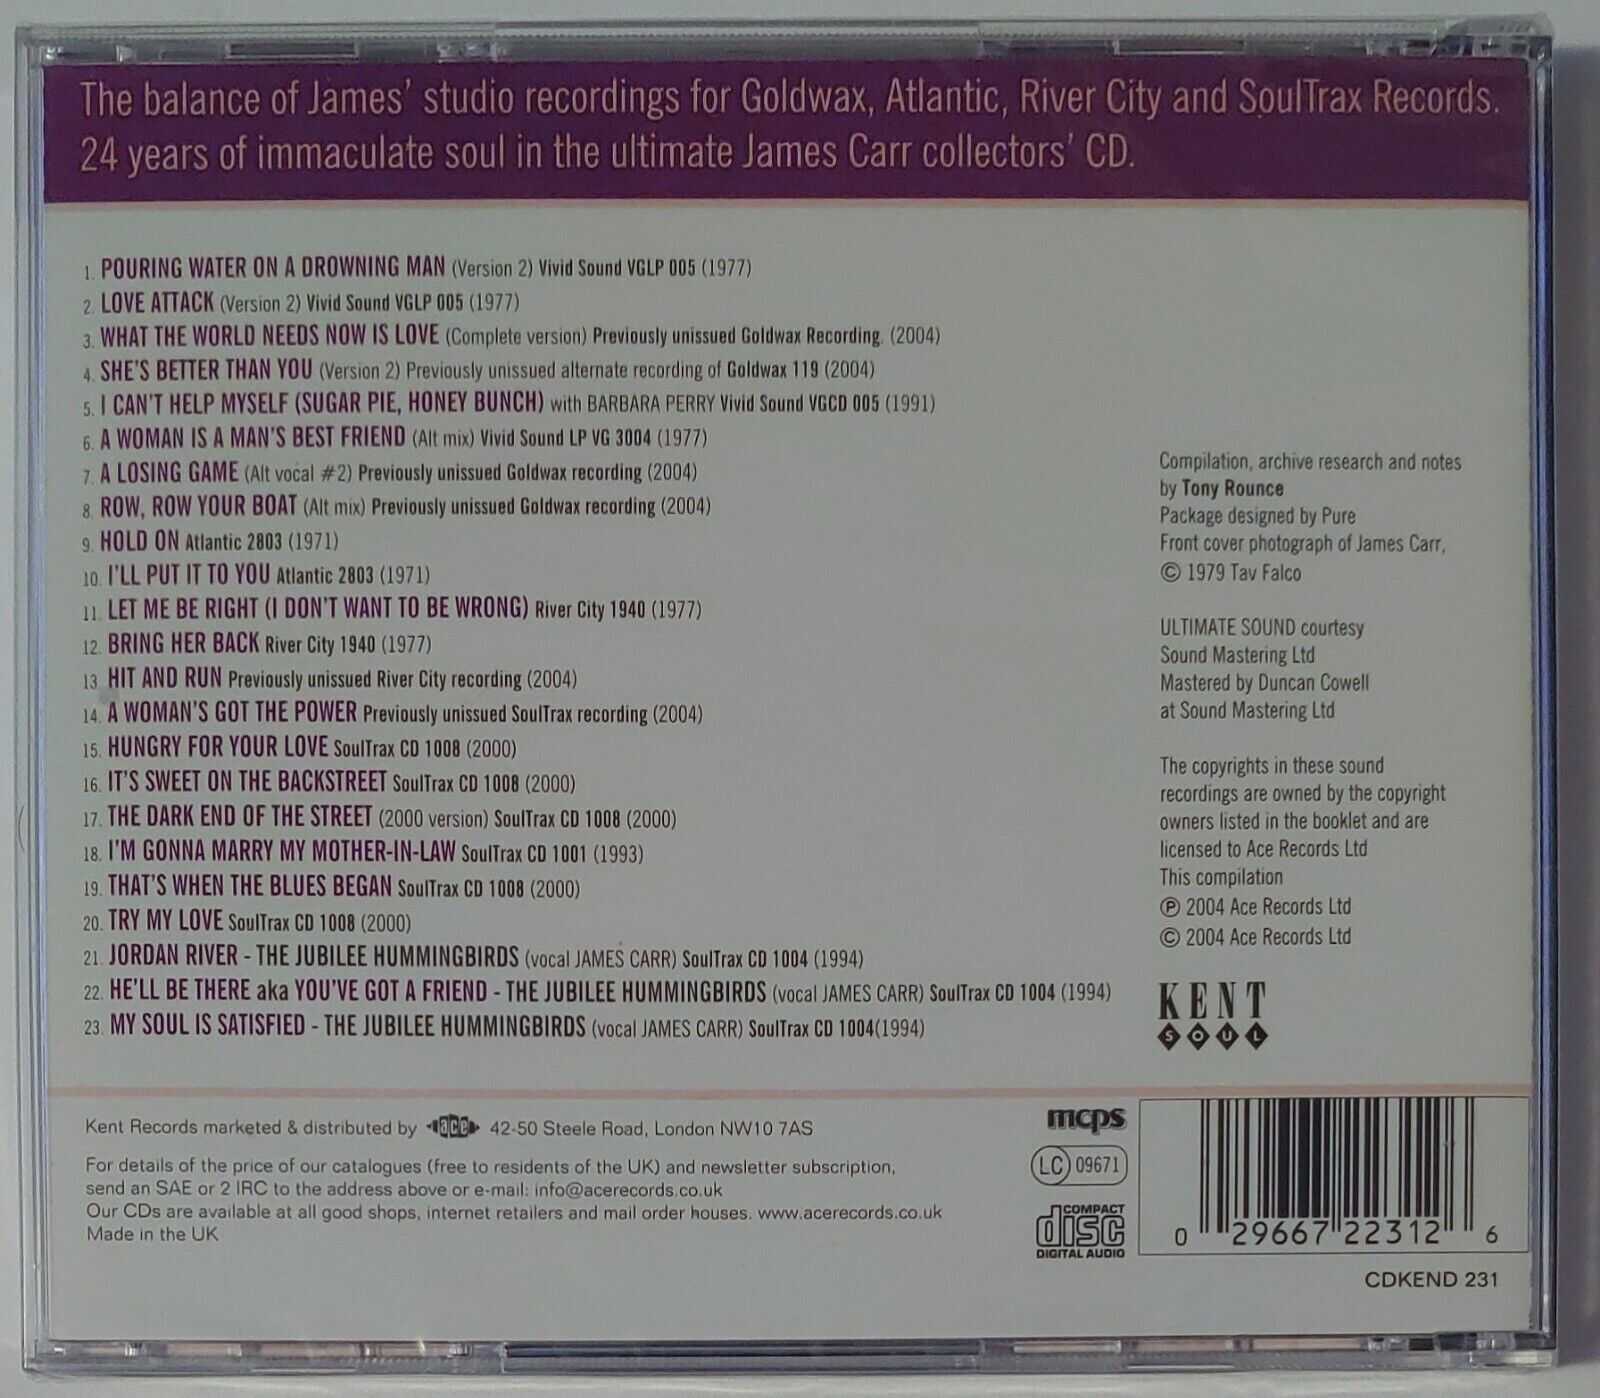 The balance of James' studio recordings for Goldwax, Atlantic, River City and SoulTrax Records.
24 years of immaculate soul in the ultimate James Carr collectors' CD.
1. POURING WATER ON A DROWNING MAN (Version 2) Vivid Sound VGLP 005 (1977)
2. LOVE ATTACK (Version 2) Vivid Sound VGLP 005 (1977)
3. WHAT THE WORLD NEEDS NOW IS LOVE (Complete version) Previously unissued Goldwax Recording. (2004)
4. SHE'S BETTER THAN YOU (Version 2) Previously unissued alternate recording of Goldwax 119 (2004)
5. I CAN'T HELP MYSELF (SUGAR PIE, HONEY BUNCH) with BARBARA PERRY Vivid Sound VGCD 005 (1991)
6. A WOMAN IS A MAN'S BEST FRIEND (Alt mix) Vivid Sound LP VG 3004 (1977)
7. A LOSING GAME (Alt vocal #2) Previously unissued Goldwax recording (2004)
8. ROW, ROW YOUR BOAT (Alt mix) Previously unissued Goldwax recording (2004)
9. HOLD ON Atlantic 2803 (1971)
10. I'LL PUT IT TO YOU Atlantic 2803 (1971)
11. LET ME BE RIGHT (I DON'T WANT TO BE WRONG) River City 1940 (1977)
12. BRING HER BACK River City 1940 (1977)
13. HIT AND RUN Previously unissued River City recording (2004)
14. A WOMAN'S GOT THE POWER Previously unissued SoulTrax recording (2004)
15. HUNGRY FOR YOUR LOVE SoulTrax CD 1008 (2000)
16. IT'S SWEET ON THE BACKSTREET SoulTrax CD 1008 (2000)
17. THE DARK END OF THE STREET (2000 version) SoulTrax CD 1008 (2000)
18. I'M GONNA MARRY MY MOTHER-IN-LAW SoulTrax CD 1001 (1993)
19. THAT'S WHEN THE BLUES BEGAN SoulTrax CD 1008 (2000)
20. TRY MY LOVE SoulTrax CD 1008 (2000)
21. JORDAN RIVER - THE JUBILEE HUMMINGBIRDS (vocal JAMES CARR) SoulTrax CD 1004 (1994)
22. HE'LL BE THERE aka YOU'VE GOT A FRIEND - THE JUBILEE HUMMINGBIRDS (vocal JAMES CARR) SoulTrax CD 1004 (1994)
23. MY SOUL IS SATISFIED - THE JUBILEE HUMMINGBIRDS (vocal JAMES CARR) SoulTrax CD 1004(1994)
Compilation, archive research and notes
by Tony Rounce
Package designed by Pure
Front cover photograph of James Carr,
© 1979 Tav Falco
ULTIMATE SOUND courtesy
Sound Mastering Ltd
Mastered by Duncan Cowell
at Sound Mastering Ltd
The copyrights in these sound
recordings are owned by the copyright
owners listed in the booklet and are
licensed to Ace Records Ltd
This compilation
℗ 2004 Ace Records Ltd
© 2004 Ace Records Ltd
KENT
SOUL
Kent Records marketed & distributed by ace 42-50 Steele Road, London NW10 7AS
For details of the price of our catalogues (free to residents of the UK) and newsletter subscription,
send an SAE or 2 IRC to the address above or e-mail: info@acerecords.co.uk
Our CDs are available at all good shops, internet retailers and mail order houses. www.acerecords.co.uk
Made in the UK
mcps
LC 09671
COMPACT
disc
DIGITAL AUDIO
0 29667 22312 6
CDKEND 231